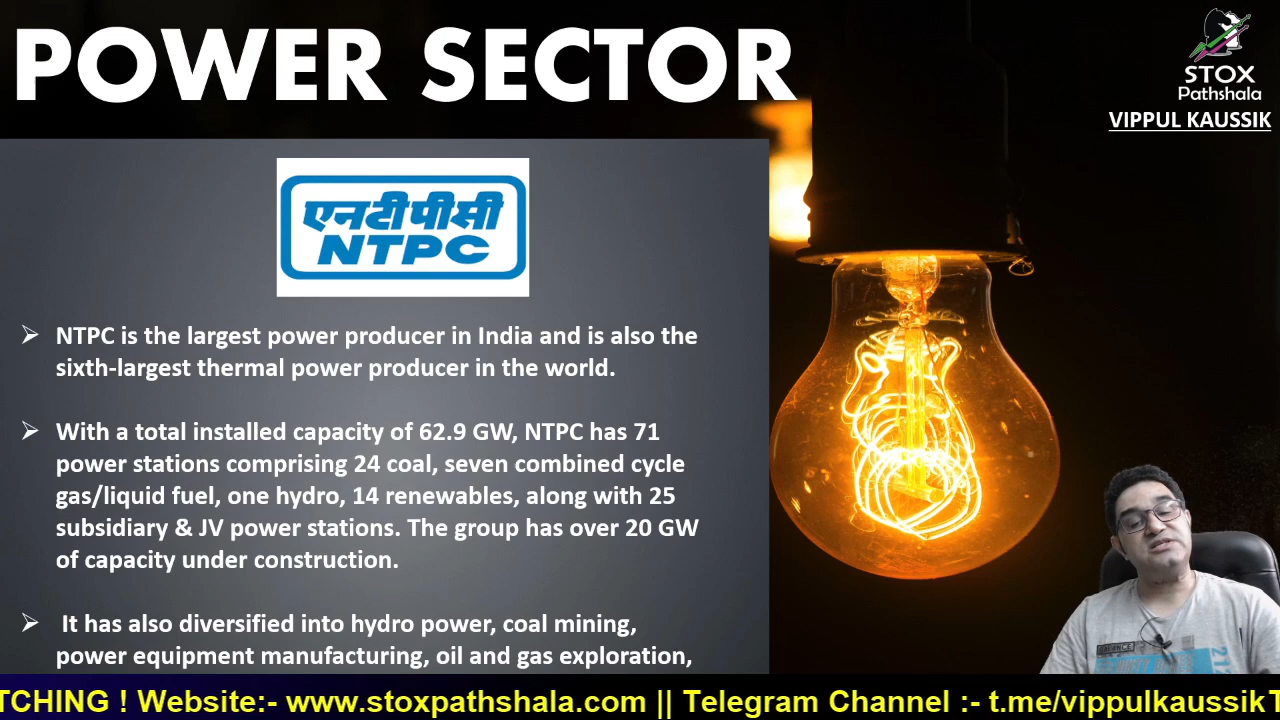 POWER SECTOR
STOX
Pathshala
VIPPUL KAUSSIK
एनटीपीसी
NTPC
➢ NTPC is the largest power producer in India and is also the
sixth-largest thermal power producer in the world.
➢ With a total installed capacity of 62.9 GW, NTPC has 71
power stations comprising 24 coal, seven combined cycle
gas/liquid fuel, one hydro, 14 renewables, along with 25
subsidiary & JV power stations. The group has over 20 GW
of capacity under construction.
➢ It has also diversified into hydro power, coal mining,
power equipment manufacturing, oil and gas exploration,
TCHING ! Website:- www.stoxpathshala.com || Telegram Channel :- t.me/vippulkaussikT